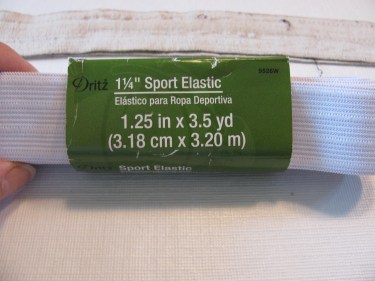 Dritz 1¼" Sport Elastic
Elástico para Ropa Deportiva
1.25 in x 3.5 yd
(3.18 cm x 3.20 m)
Sport Elastic